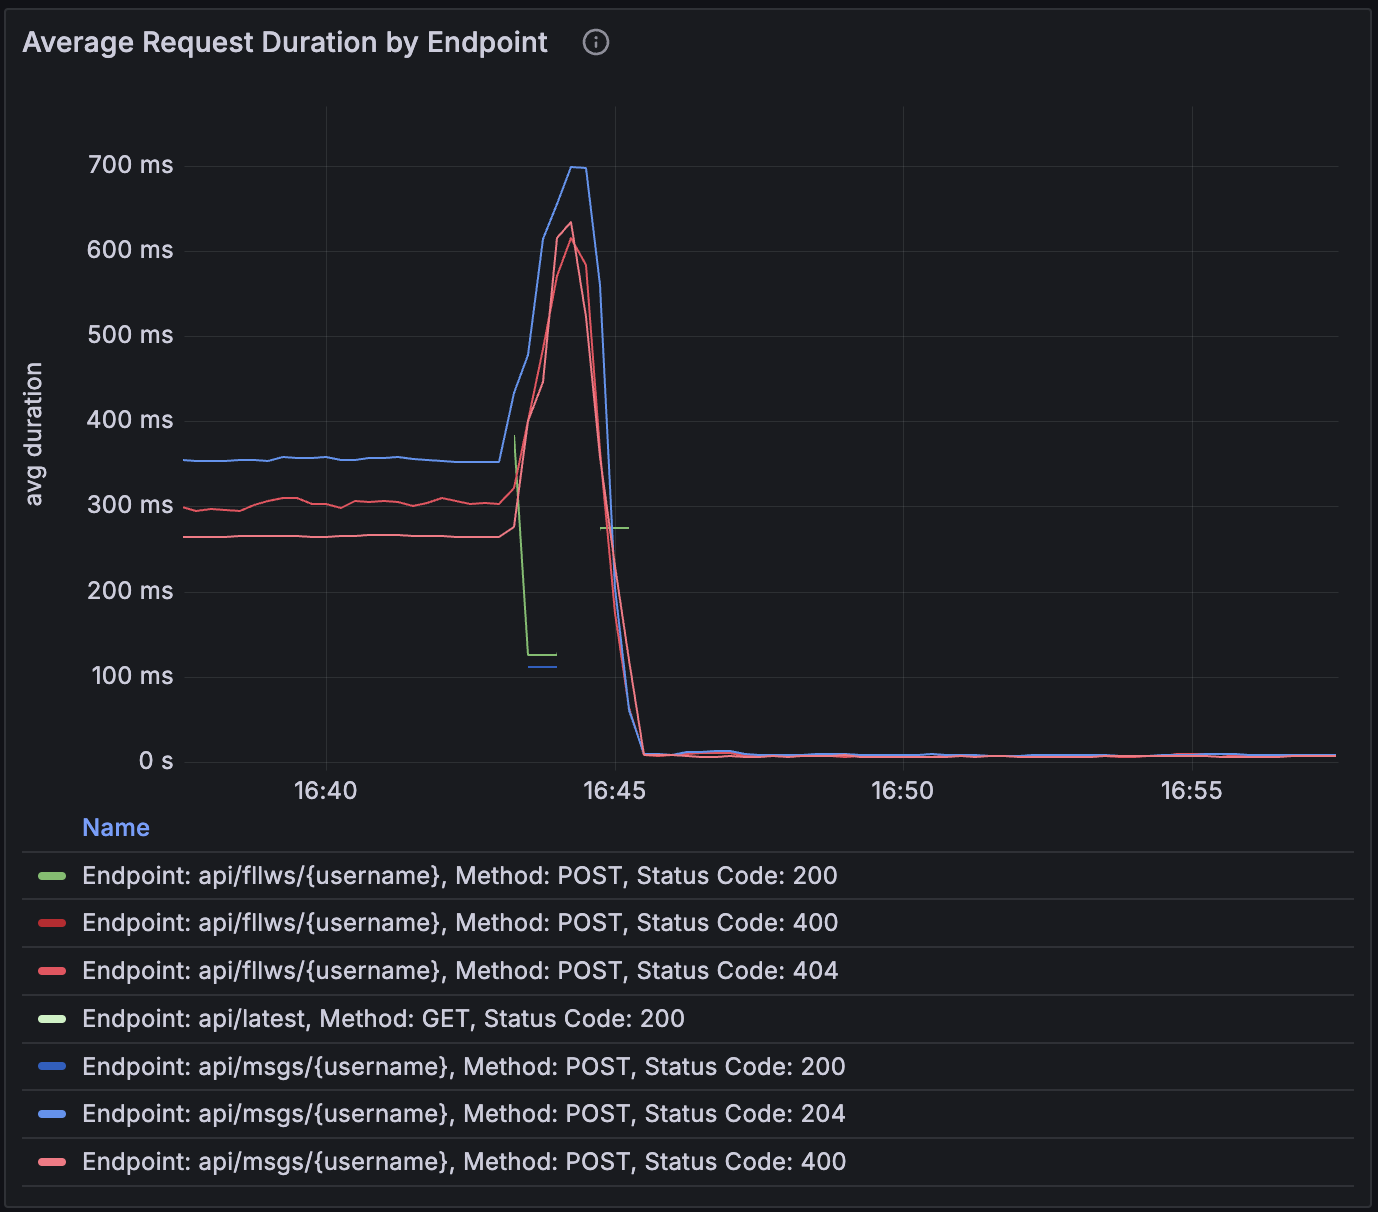 Average Request Duration by Endpoint
avg duration
700 ms
600 ms
500 ms
400 ms
300 ms
200 ms
100 ms
0 s
16:40 16:45 16:50 16:55
Name
Endpoint: api/fllws/{username}, Method: POST, Status Code: 200
Endpoint: api/fllws/{username}, Method: POST, Status Code: 400
Endpoint: api/fllws/{username}, Method: POST, Status Code: 404
Endpoint: api/latest, Method: GET, Status Code: 200
Endpoint: api/msgs/{username}, Method: POST, Status Code: 200
Endpoint: api/msgs/{username}, Method: POST, Status Code: 204
Endpoint: api/msgs/{username}, Method: POST, Status Code: 400